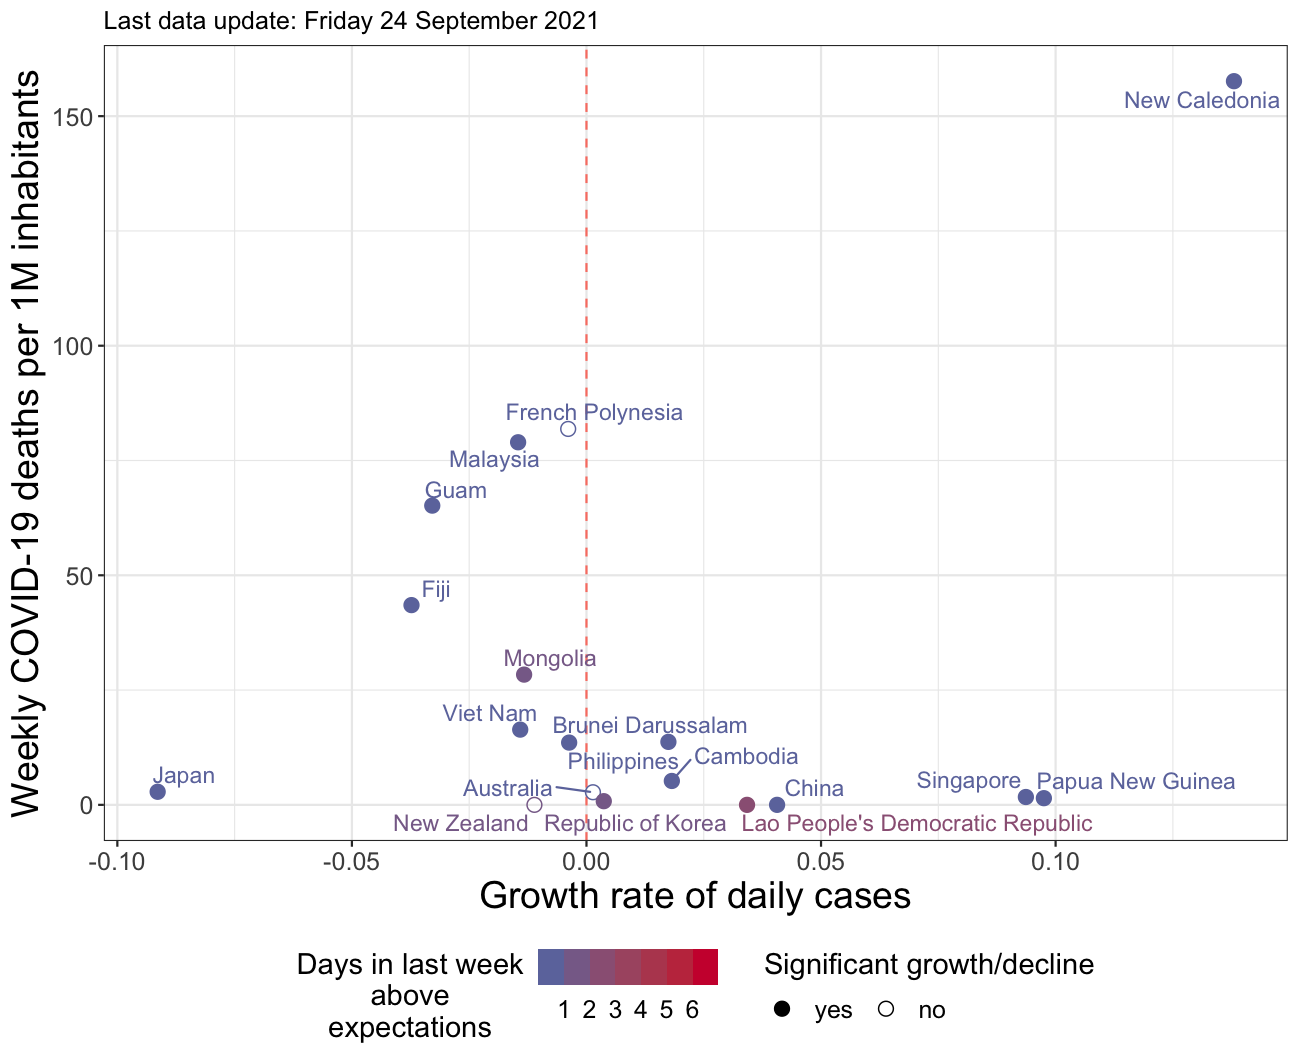 Last data update: Friday 24 September 2021
Weekly COVID-19 deaths per 1M inhabitants
150
100
50
0
New Caledonia
French Polynesia
Malaysia
Guam
Fiji
Mongolia
Viet Nam
Brunei Darussalam
Philippines
Cambodia
Japan
Australia
China
Singapore
Papua New Guinea
New Zealand
Republic of Korea
Lao People's Democratic Republic
-0.10
-0.05
0.00
0.05
0.10
Growth rate of daily cases
Days in last week
above
expectations
1 2 3 4 5 6
Significant growth/decline
yes
no